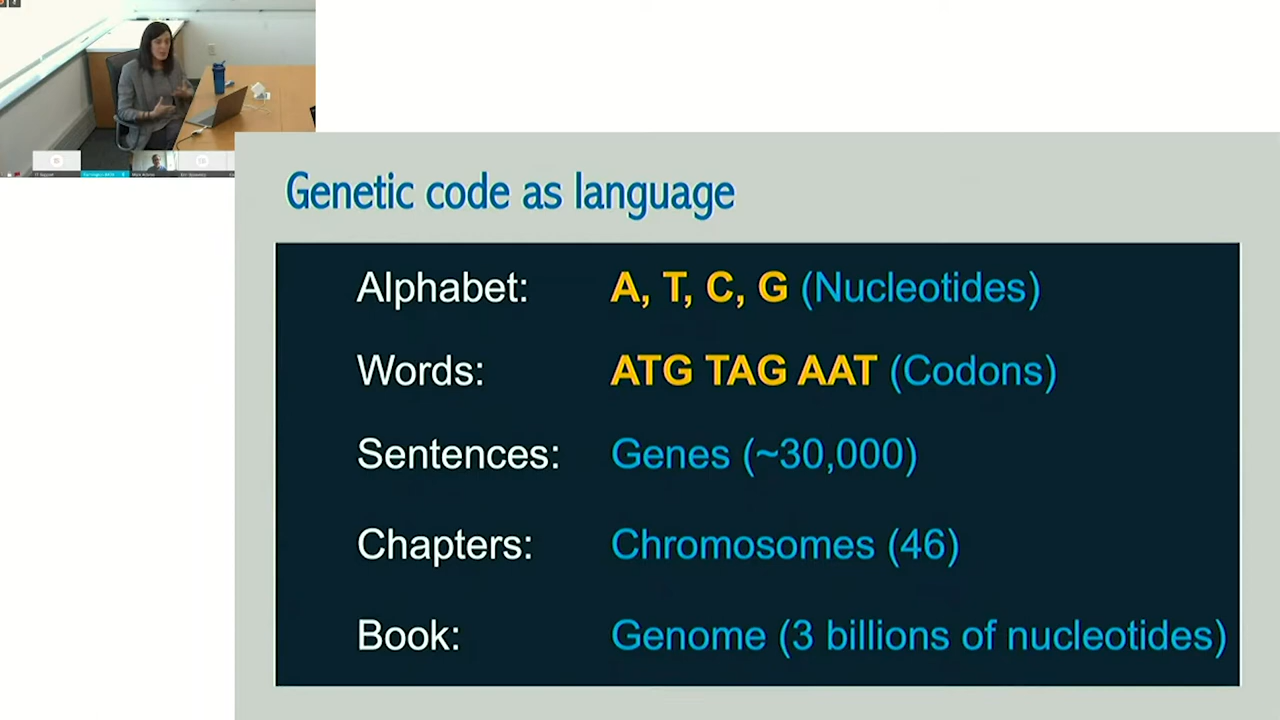 Genetic code as language
Alphabet: A, T, C, G (Nucleotides)
Words: ATG TAG AAT (Codons)
Sentences: Genes (~30,000)
Chapters: Chromosomes (46)
Book: Genome (3 billions of nucleotides)